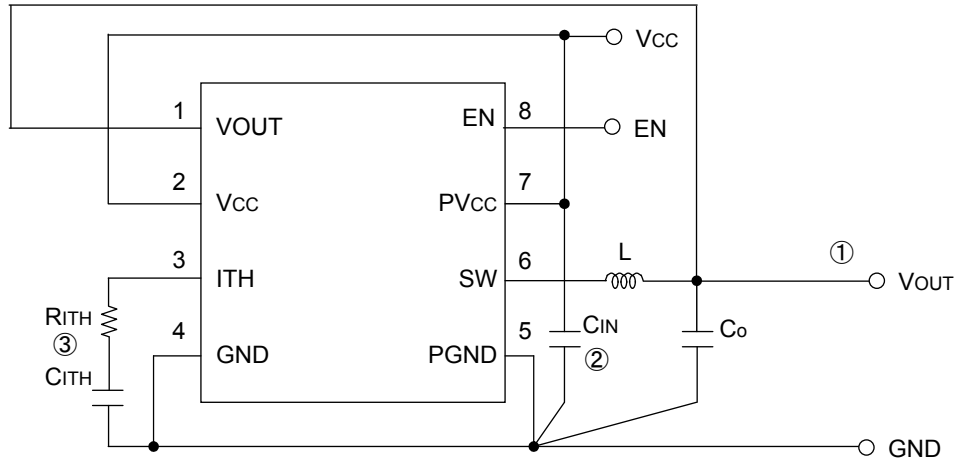 VCC
1
VOUT
EN
8
EN
2
VCC
PVCC
7
3
ITH
SW
6
L
①
VOUT
RITH
③
CITH
4
GND
PGND
5
CIN
②
Co
GND